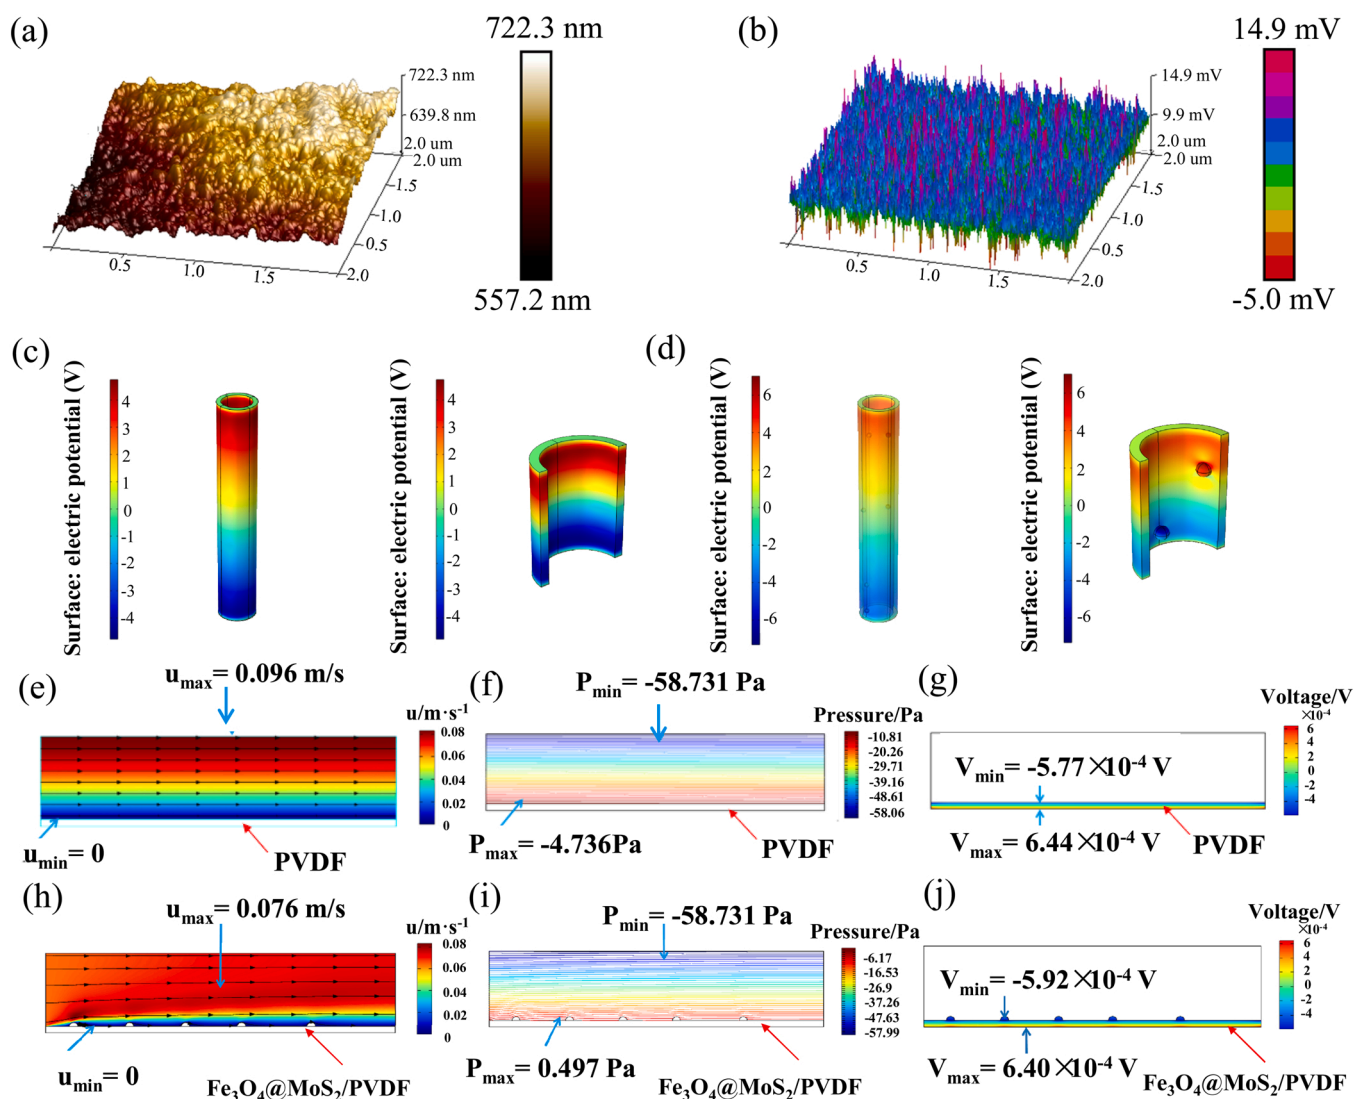 (a)
722.3 nm
722.3 nm
639.8 nm
2.0 um
2.0 um
1.5
1.0
0.5
0.5
1.0
1.5
2.0
557.2 nm
(b)
14.9 mV
14.9 mV
9.9 mV
2.0 um
2.0 um
1.5
1.0
0.5
0.5
1.0
1.5
2.0
-5.0 mV
(c)
Surface: electric potential (V)
4
3
2
1
0
-1
-2
-3
-4
Surface: electric potential (V)
4
3
2
1
0
-1
-2
-3
-4
(d)
Surface: electric potential (V)
6
4
2
0
-2
-4
-6
Surface: electric potential (V)
6
4
2
0
-2
-4
-6
(e)
umax= 0.096 m/s
u/m·s-1
0.08
0.06
0.04
0.02
0
umin= 0
PVDF
(f)
Pmin= -58.731 Pa
Pressure/Pa
-10.81
-20.26
-29.71
-39.16
-48.61
-58.06
Pmax= -4.736Pa
PVDF
(g)
Voltage/V
×10-4
6
4
2
0
-2
-4
Vmin= -5.77×10-4 V
Vmax= 6.44×10-4 V
PVDF
(h)
umax= 0.076 m/s
u/m·s-1
0.08
0.06
0.04
0.02
0
umin= 0
Fe3O4@MoS2/PVDF
(i)
Pmin= -58.731 Pa
Pressure/Pa
-6.17
-16.53
-26.9
-37.26
-47.63
-57.99
Pmax= 0.497 Pa
Fe3O4@MoS2/PVDF
(j)
Voltage/V
×10-4
6
4
2
0
-2
-4
Vmin= -5.92×10-4 V
Vmax= 6.40×10-4 V
Fe3O4@MoS2/PVDF